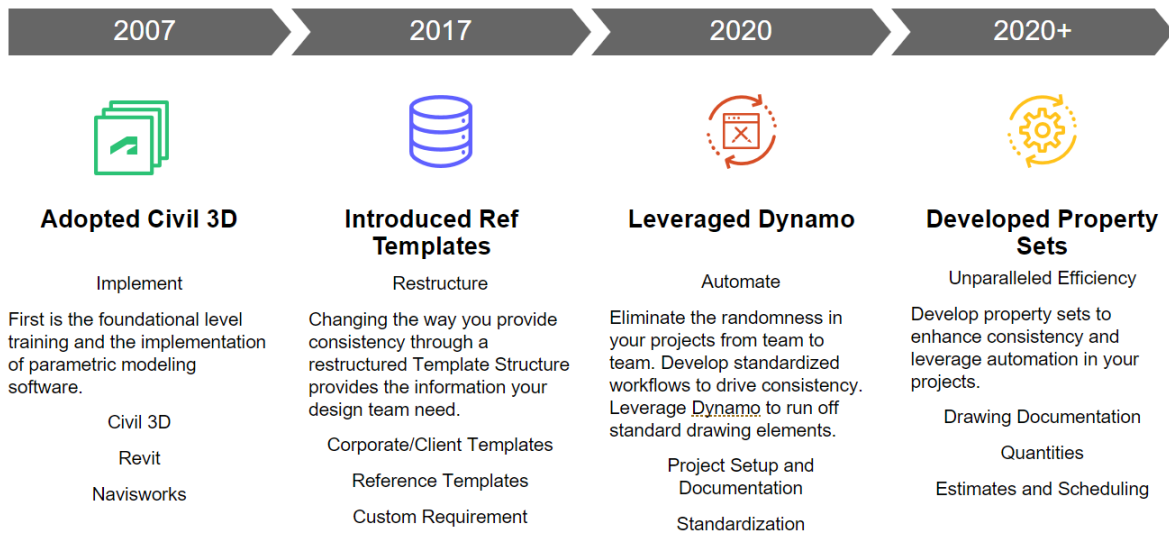 2007
2017
2020
2020+
Adopted Civil 3D
Implement
First is the foundational level
training and the implementation
of parametric modeling
software.
Civil 3D
Revit
Navisworks
Introduced Ref
Templates
Restructure
Changing the way you provide
consistency through a
restructured Template Structure
provides the information your
design team need.
Corporate/Client Templates
Reference Templates
Custom Requirement
Leveraged Dynamo
Automate
Eliminate the randomness in
your projects from team to
team. Develop standardized
workflows to drive consistency.
Leverage Dynamo to run off
standard drawing elements.
Project Setup and
Documentation
Standardization
Developed Property
Sets
Unparalleled Efficiency
Develop property sets to
enhance consistency and
leverage automation in your
projects.
Drawing Documentation
Quantities
Estimates and Scheduling